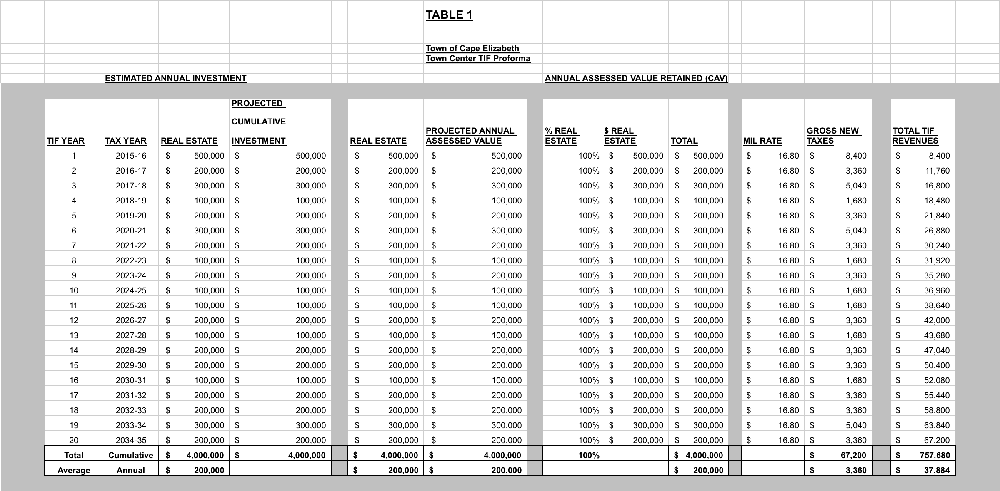 TABLE 1
Town of Cape Elizabeth
Town Center TIF Proforma
ESTIMATED ANNUAL INVESTMENT ANNUAL ASSESSED VALUE RETAINED (CAV)
PROJECTED
CUMULATIVE
PROJECTED ANNUAL % REAL $ REAL GROSS NEW TOTAL TIF
TIF YEAR TAX YEAR REAL ESTATE INVESTMENT REAL ESTATE ASSESSED VALUE ESTATE ESTATE TOTAL MIL RATE TAXES REVENUES
1 2015-16 $ 500,000 $ 500,000 $ 500,000 $ 500,000 100% $ 500,000 $ 500,000 $ 16.80 $ 8,400 $ 8,400
2 2016-17 $ 200,000 $ 200,000 $ 200,000 $ 200,000 100% $ 200,000 $ 200,000 $ 16.80 $ 3,360 $ 11,760
3 2017-18 $ 300,000 $ 300,000 $ 300,000 $ 300,000 100% $ 300,000 $ 300,000 $ 16.80 $ 5,040 $ 16,800
4 2018-19 $ 100,000 $ 100,000 $ 100,000 $ 100,000 100% $ 100,000 $ 100,000 $ 16.80 $ 1,680 $ 18,480
5 2019-20 $ 200,000 $ 200,000 $ 200,000 $ 200,000 100% $ 200,000 $ 200,000 $ 16.80 $ 3,360 $ 21,840
6 2020-21 $ 300,000 $ 300,000 $ 300,000 $ 300,000 100% $ 300,000 $ 300,000 $ 16.80 $ 5,040 $ 26,880
7 2021-22 $ 200,000 $ 200,000 $ 200,000 $ 200,000 100% $ 200,000 $ 200,000 $ 16.80 $ 3,360 $ 30,240
8 2022-23 $ 100,000 $ 100,000 $ 100,000 $ 100,000 100% $ 100,000 $ 100,000 $ 16.80 $ 1,680 $ 31,920
9 2023-24 $ 200,000 $ 200,000 $ 200,000 $ 200,000 100% $ 200,000 $ 200,000 $ 16.80 $ 3,360 $ 35,280
10 2024-25 $ 100,000 $ 100,000 $ 100,000 $ 100,000 100% $ 100,000 $ 100,000 $ 16.80 $ 1,680 $ 36,960
11 2025-26 $ 100,000 $ 100,000 $ 100,000 $ 100,000 100% $ 100,000 $ 100,000 $ 16.80 $ 1,680 $ 38,640
12 2026-27 $ 200,000 $ 200,000 $ 200,000 $ 200,000 100% $ 200,000 $ 200,000 $ 16.80 $ 3,360 $ 42,000
13 2027-28 $ 100,000 $ 100,000 $ 100,000 $ 100,000 100% $ 100,000 $ 100,000 $ 16.80 $ 1,680 $ 43,680
14 2028-29 $ 200,000 $ 200,000 $ 200,000 $ 200,000 100% $ 200,000 $ 200,000 $ 16.80 $ 3,360 $ 47,040
15 2029-30 $ 200,000 $ 200,000 $ 200,000 $ 200,000 100% $ 200,000 $ 200,000 $ 16.80 $ 3,360 $ 50,400
16 2030-31 $ 100,000 $ 100,000 $ 100,000 $ 100,000 100% $ 100,000 $ 100,000 $ 16.80 $ 1,680 $ 52,080
17 2031-32 $ 200,000 $ 200,000 $ 200,000 $ 200,000 100% $ 200,000 $ 200,000 $ 16.80 $ 3,360 $ 55,440
18 2032-33 $ 200,000 $ 200,000 $ 200,000 $ 200,000 100% $ 200,000 $ 200,000 $ 16.80 $ 3,360 $ 58,800
19 2033-34 $ 300,000 $ 300,000 $ 300,000 $ 300,000 100% $ 300,000 $ 300,000 $ 16.80 $ 5,040 $ 63,840
20 2034-35 $ 200,000 $ 200,000 $ 200,000 $ 200,000 100% $ 200,000 $ 200,000 $ 16.80 $ 3,360 $ 67,200
Total Cumulative $ 4,000,000 $ 4,000,000 $ 4,000,000 $ 4,000,000 100% $ 4,000,000 $ 67,200 $ 757,680
Average Annual $ 200,000 $ 200,000 $ 200,000 $ 200,000 $ 3,360 $ 37,884